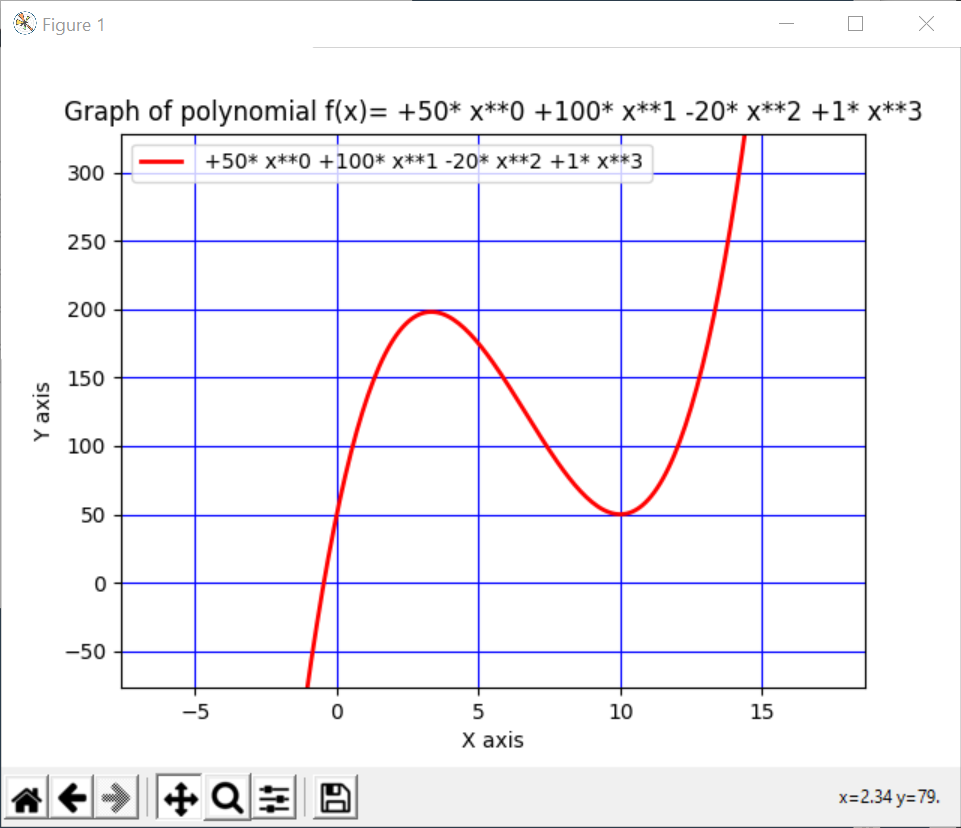 Figure 1
Graph of polynomial f(x)= +50* x**0 +100* x**1 -20* x**2 +1* x**3
+50* x**0 +100* x**1 -20* x**2 +1* x**3
300
250
200
150
100
50
0
−50
Y axis
−5 0 5 10 15
X axis
x=2.34 y=79.